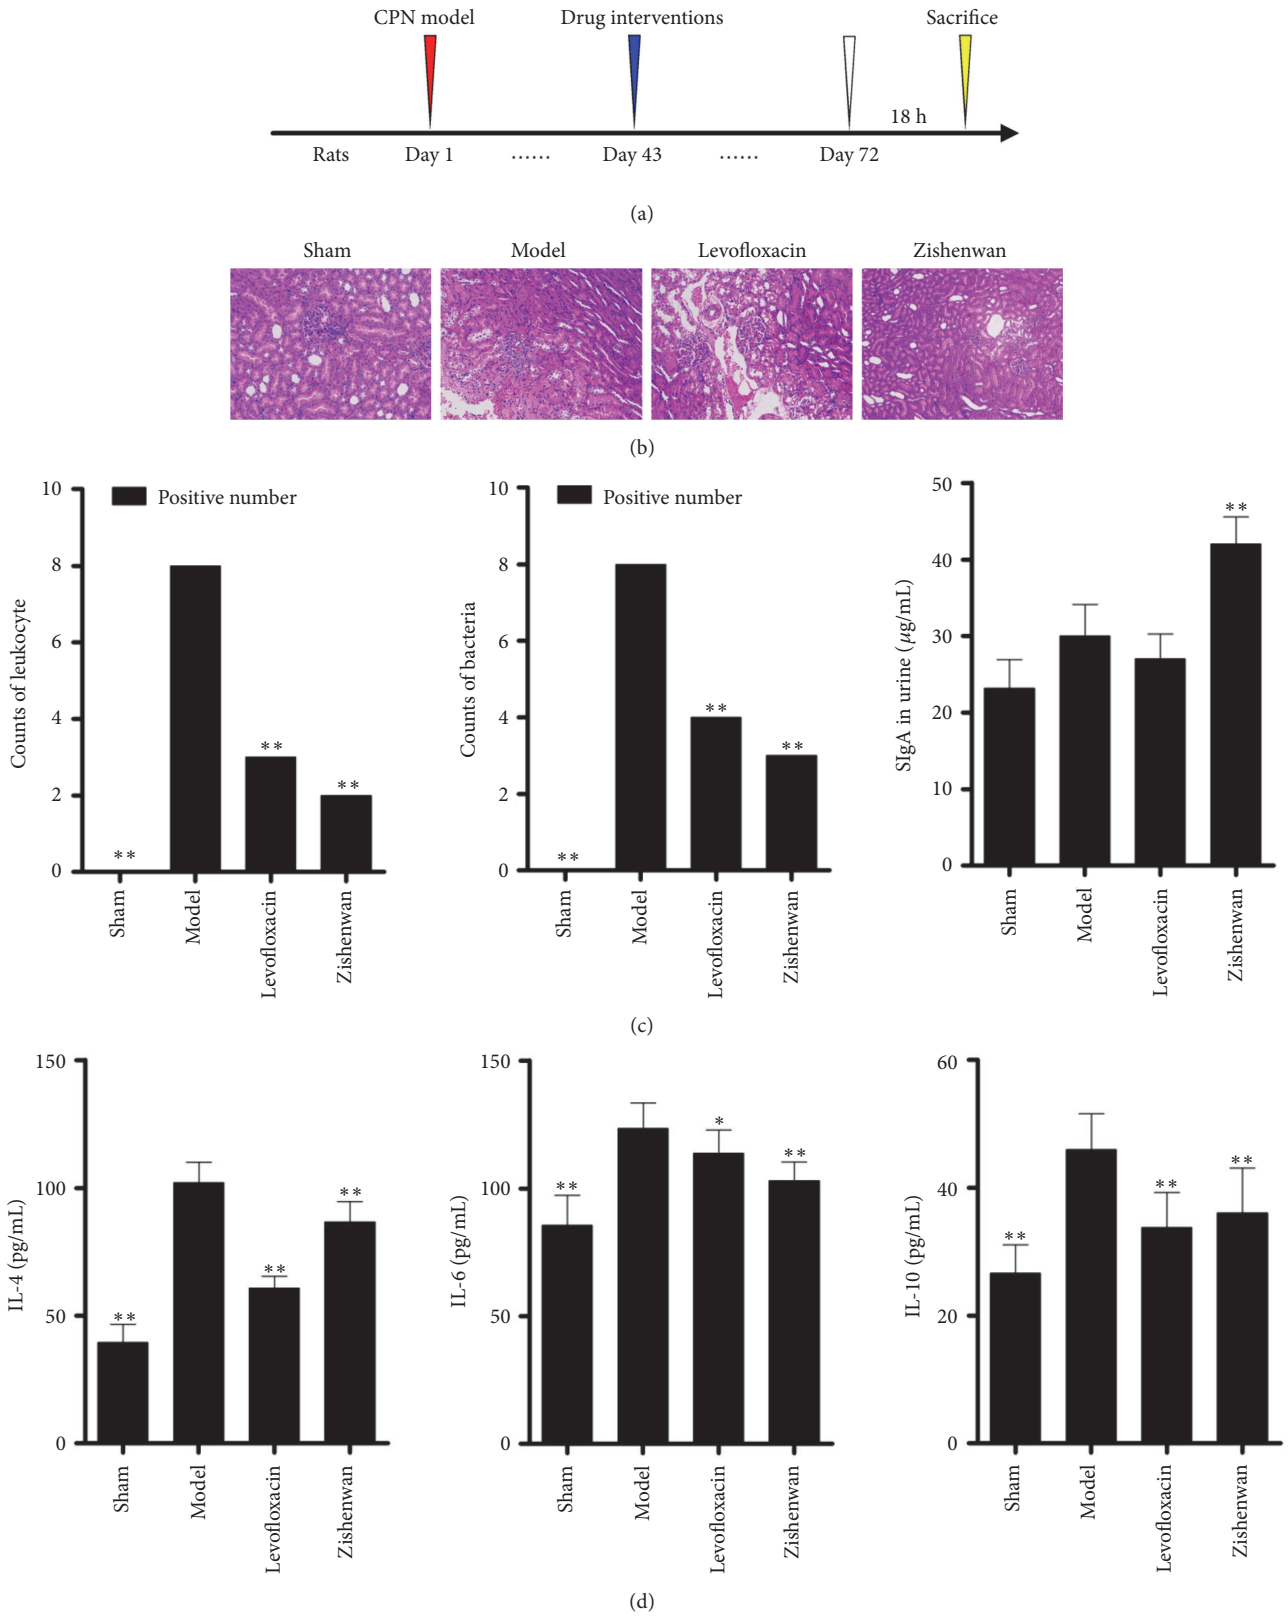 CPN model Drug interventions Sacrifice
18 h
Rats Day 1 ...... Day 43 ...... Day 72
(a)
Sham Model Levofloxacin Zishenwan
(b)
10
8
6
4
2
0
Counts of leukocyte
Positive number
**
**
**
Sham
Model
Levofloxacin
Zishenwan
10
8
6
4
2
0
Counts of bacteria
Positive number
**
**
**
Sham
Model
Levofloxacin
Zishenwan
50
40
30
20
10
0
SIgA in urine (μg/mL)
**
Sham
Model
Levofloxacin
Zishenwan
(c)
150
100
50
0
IL-4 (pg/mL)
**
**
**
Sham
Model
Levofloxacin
Zishenwan
150
100
50
0
IL-6 (pg/mL)
**
*
**
Sham
Model
Levofloxacin
Zishenwan
60
40
20
0
IL-10 (pg/mL)
**
**
**
Sham
Model
Levofloxacin
Zishenwan
(d)